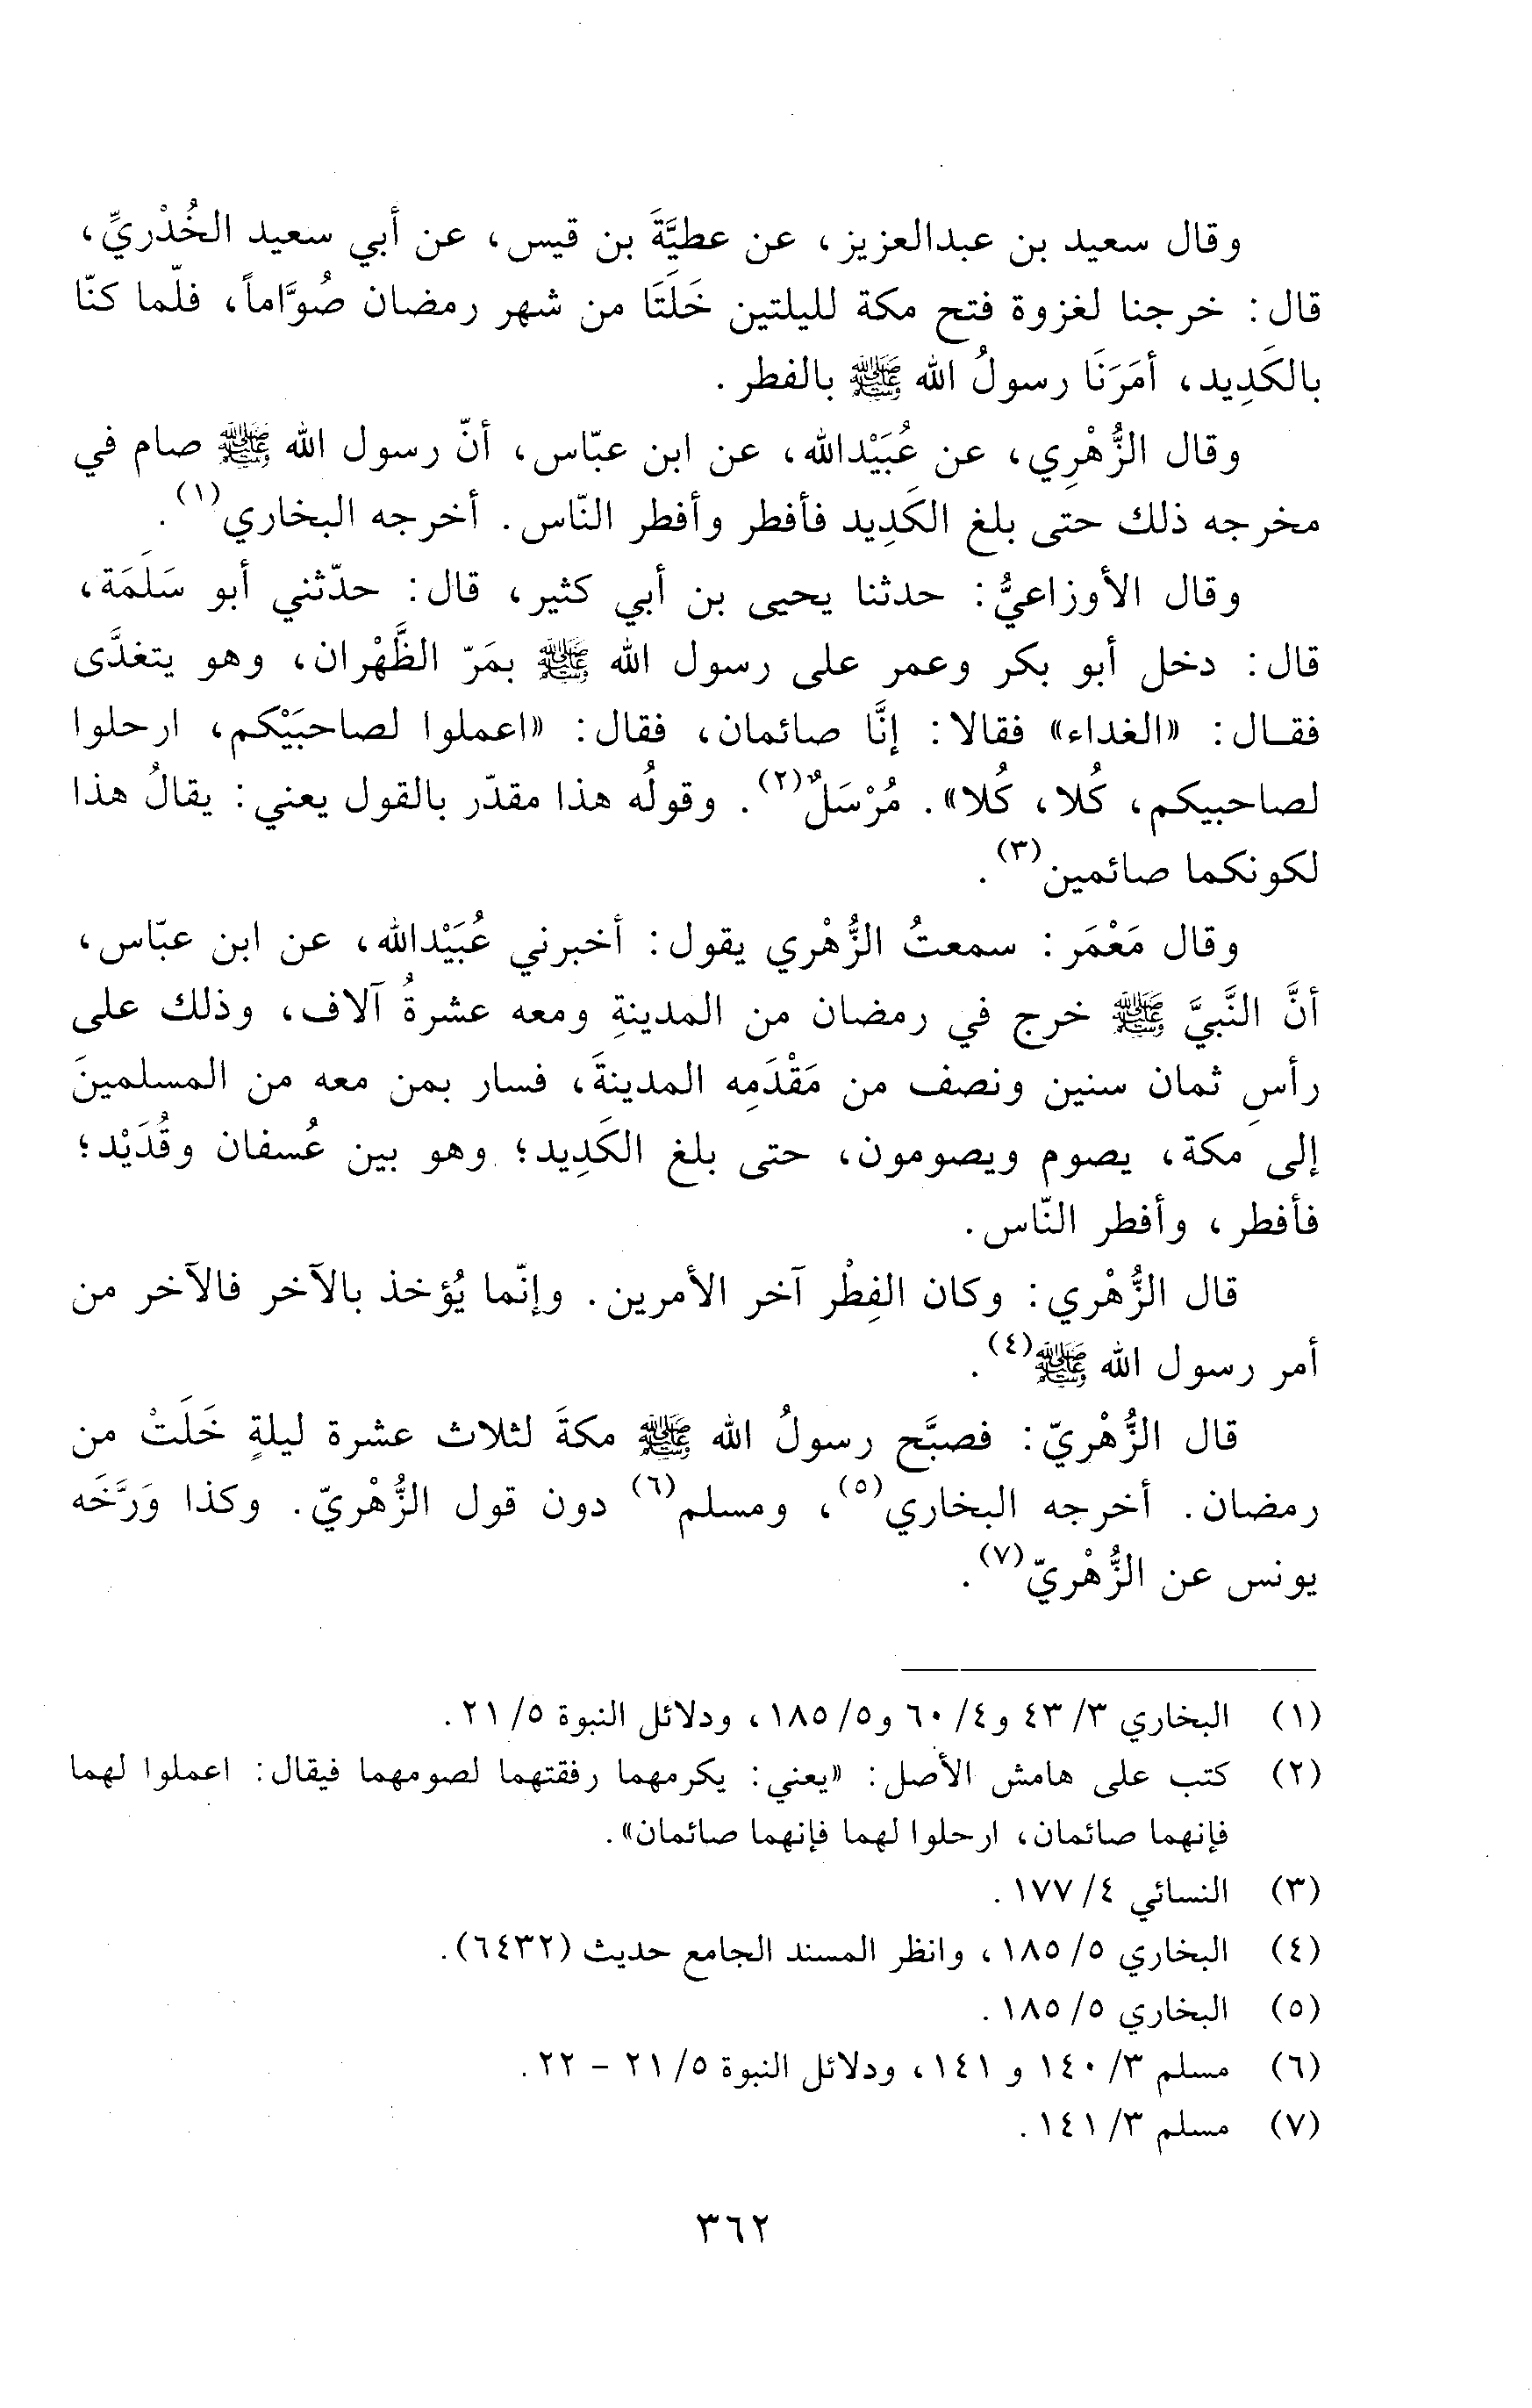 وقال سعيد بن عبدالعزيز، عن عطيَّةَ بن قيس، عن أبي سعيد الخُدْريِّ،
قال: خرجنا لغزوة فتح مكة لليلتين خَلَتَا من شهر رمضان صُوَّاماً، فلّما كنّا
بالكَدِيد، أمَرَنَا رسولُ الله ﷺ بالفطر.
وقال الزُّهْرِي، عن عُبَيْدالله، عن ابن عبّاس، أنّ رسول الله ﷺ صام في
مخرجه ذلك حتى بلغ الكَدِيد فأفطر وأفطر النّاس. أخرجه البخاري(١).
وقال الأوزاعيُّ: حدثنا يحيى بن أبي كثير، قال: حدّثني أبو سَلَمَة،
قال: دخل أبو بكر وعمر على رسول الله ﷺ بمَرّ الظَّهْران، وهو يتغدَّى
فقـال: «الغداء» فقالا: إنَّا صائمان، فقال: «اعملوا لصاحبَيْكم، ارحلوا
لصاحبيكم، كُلا، كُلا». مُرْسَلٌ(٢). وقولُه هذا مقدّر بالقول يعني: يقالُ هذا
لكونكما صائمين(٣).
وقال مَعْمَر: سمعتُ الزُّهْري يقول: أخبرني عُبَيْدالله، عن ابن عبّاس،
أنَّ النَّبيَّ ﷺ خرج في رمضان من المدينةِ ومعه عشرةُ آلاف، وذلك على
رأسِ ثمان سنين ونصف من مَقْدَمِه المدينةَ، فسار بمن معه من المسلمينَ
إلى مكة، يصوم ويصومون، حتى بلغ الكَدِيد؛ وهو بين عُسفان وقُدَيْد؛
فأفطر، وأفطر النّاس.
قال الزُّهْري: وكان الفِطْر آخر الأمرين. وإنّما يُؤخذ بالآخر فالآخر من
أمر رسول الله ﷺ(٤).
قال الزُّهْريّ: فصبَّح رسولُ الله ﷺ مكةَ لثلاث عشرة ليلةٍ خَلَتْ من
رمضان. أخرجه البخاري(٥)، ومسلم(٦) دون قول الزُّهْريّ. وكذا وَرَّخَه
يونس عن الزُّهْريّ(٧).
(١) البخاري ٣/ ٤٣ و٤/ ٦٠ و٥/ ١٨٥، ودلائل النبوة ٥/ ٢١.
(٢) كتب على هامش الأصل: «يعني: يكرمهما رفقتهما لصومهما فيقال: اعملوا لهما
فإنهما صائمان، ارحلوا لهما فإنهما صائمان».
(٣) النسائي ٤/ ١٧٧.
(٤) البخاري ٥/ ١٨٥، وانظر المسند الجامع حديث (٦٤٣٢).
(٥) البخاري ٥/ ١٨٥.
(٦) مسلم ٣/ ١٤٠ و ١٤١، ودلائل النبوة ٥/ ٢١ - ٢٢.
(٧) مسلم ٣/ ١٤١.
٣٦٢